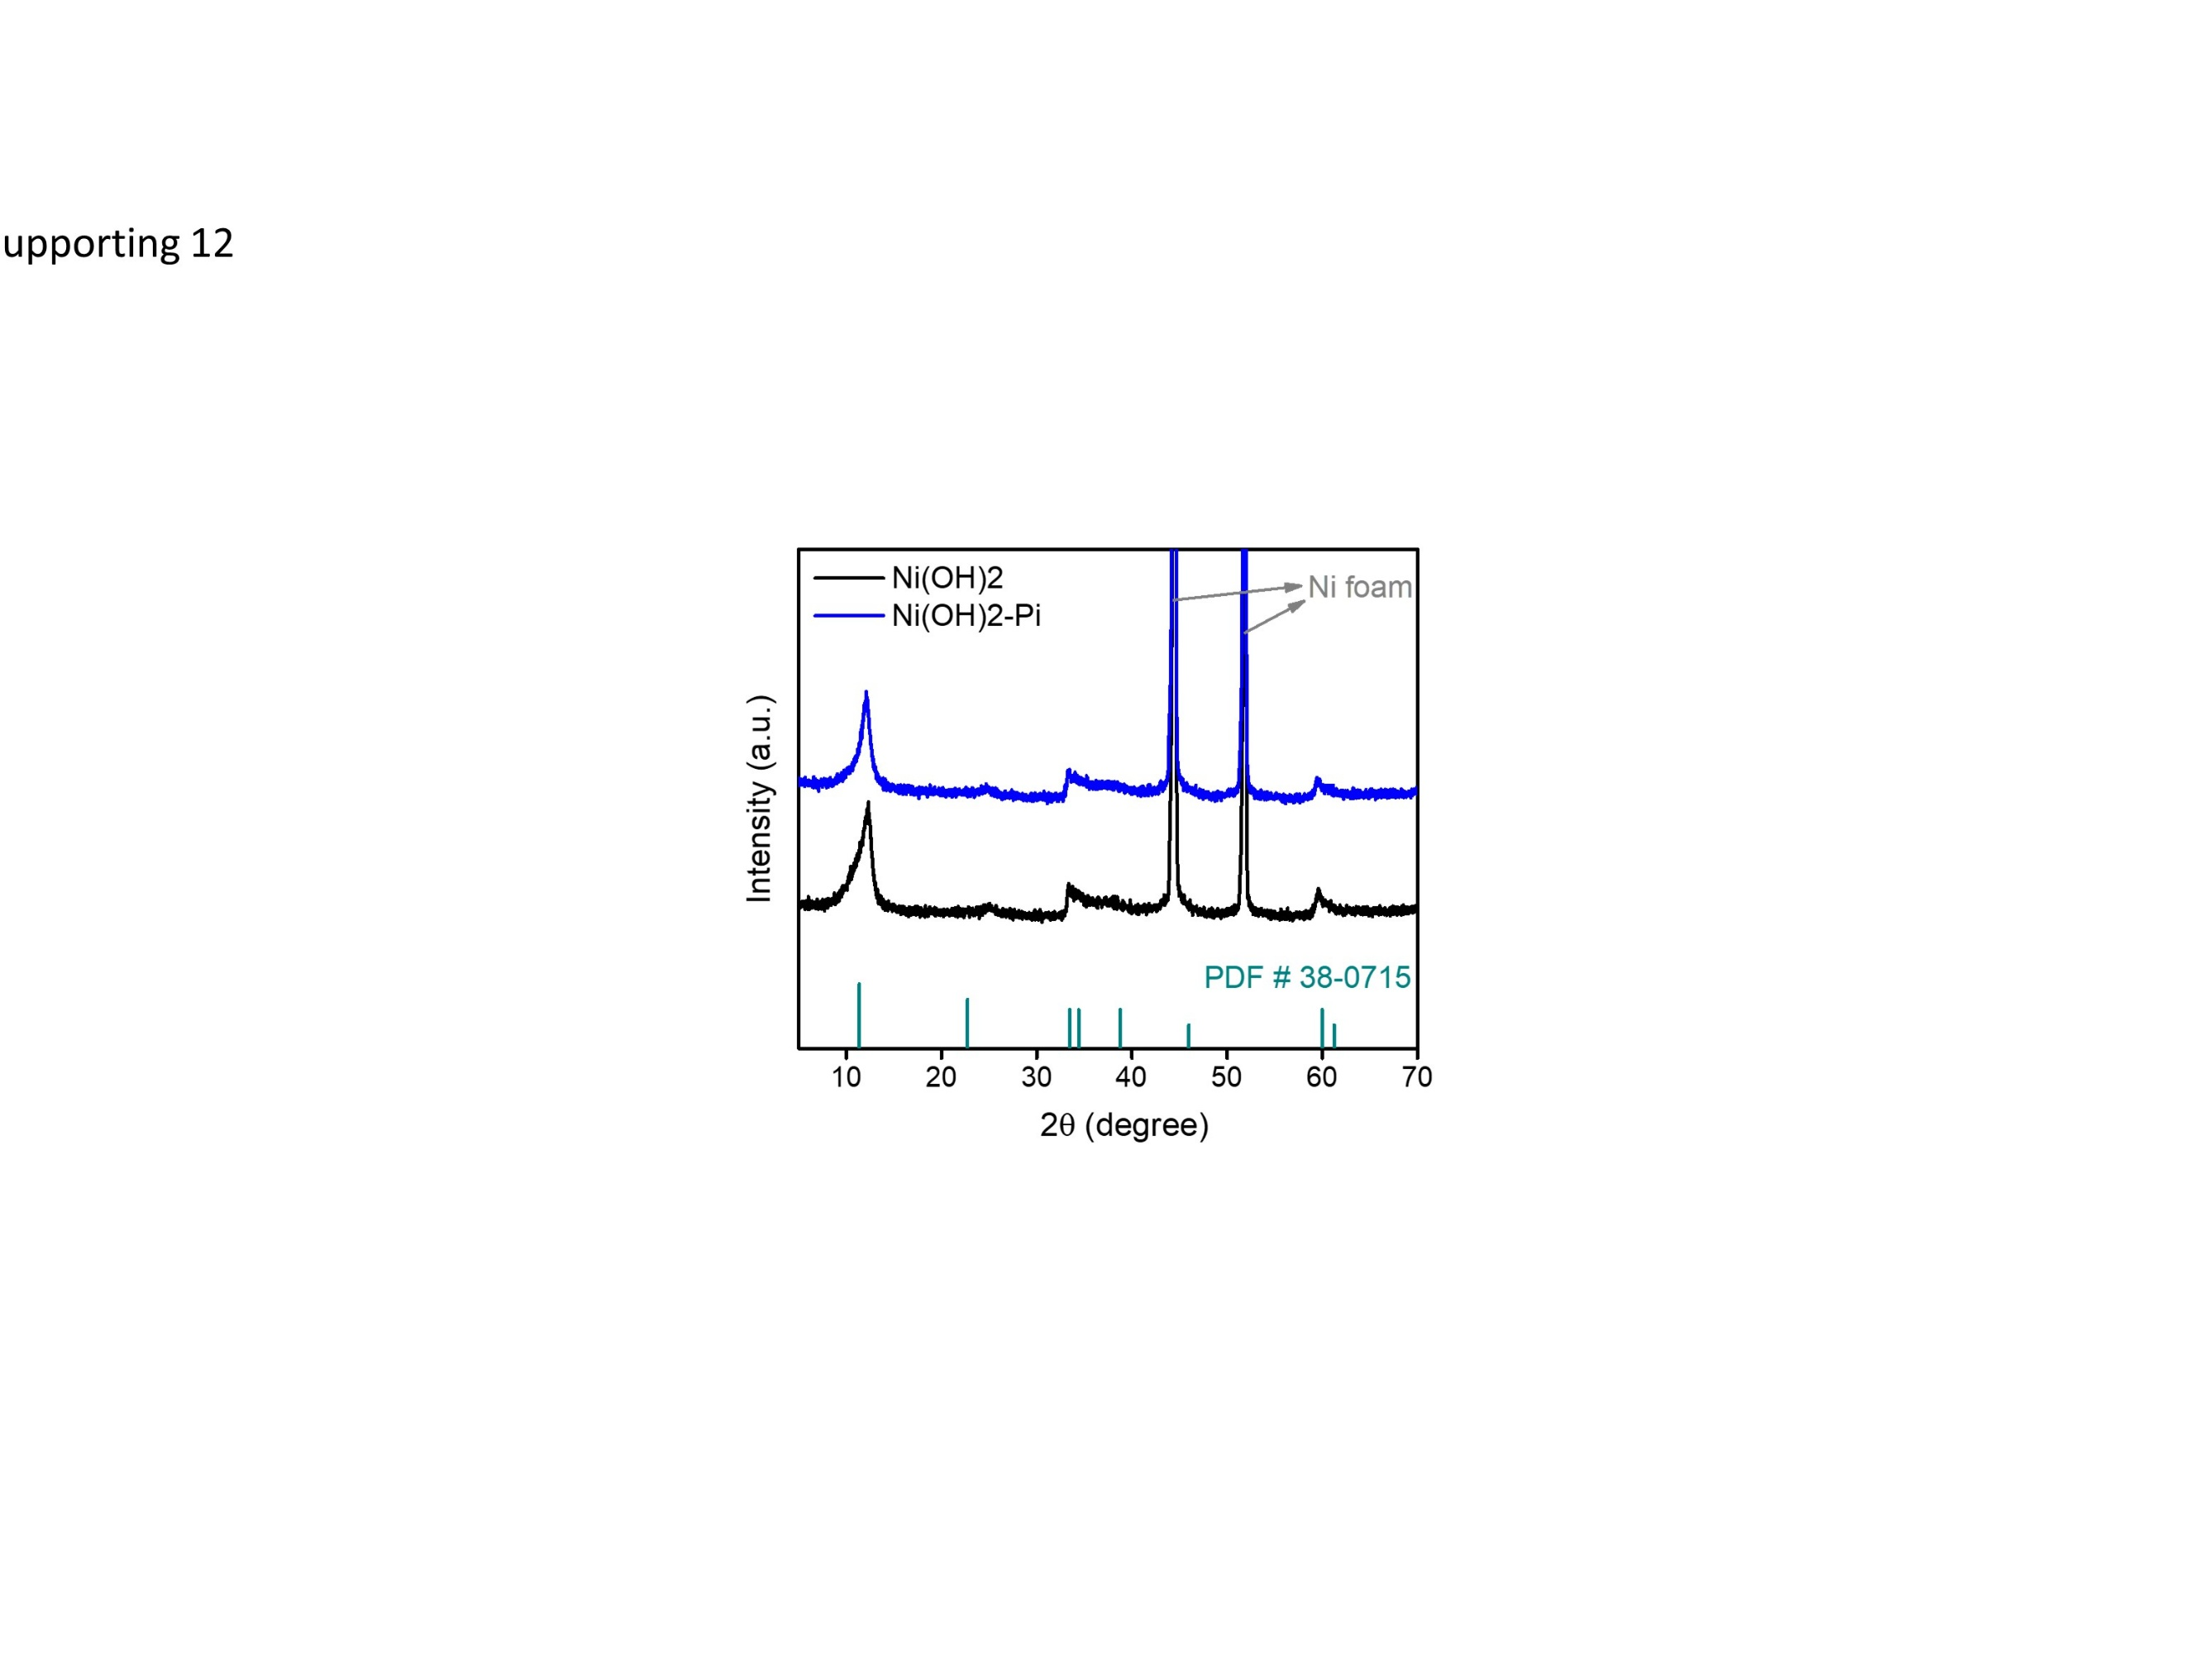 upporting 12
Ni(OH)2
Ni(OH)2-Pi
Ni foam
Intensity (a.u.)
PDF # 38-0715
10 20 30 40 50 60 70
2θ (degree)